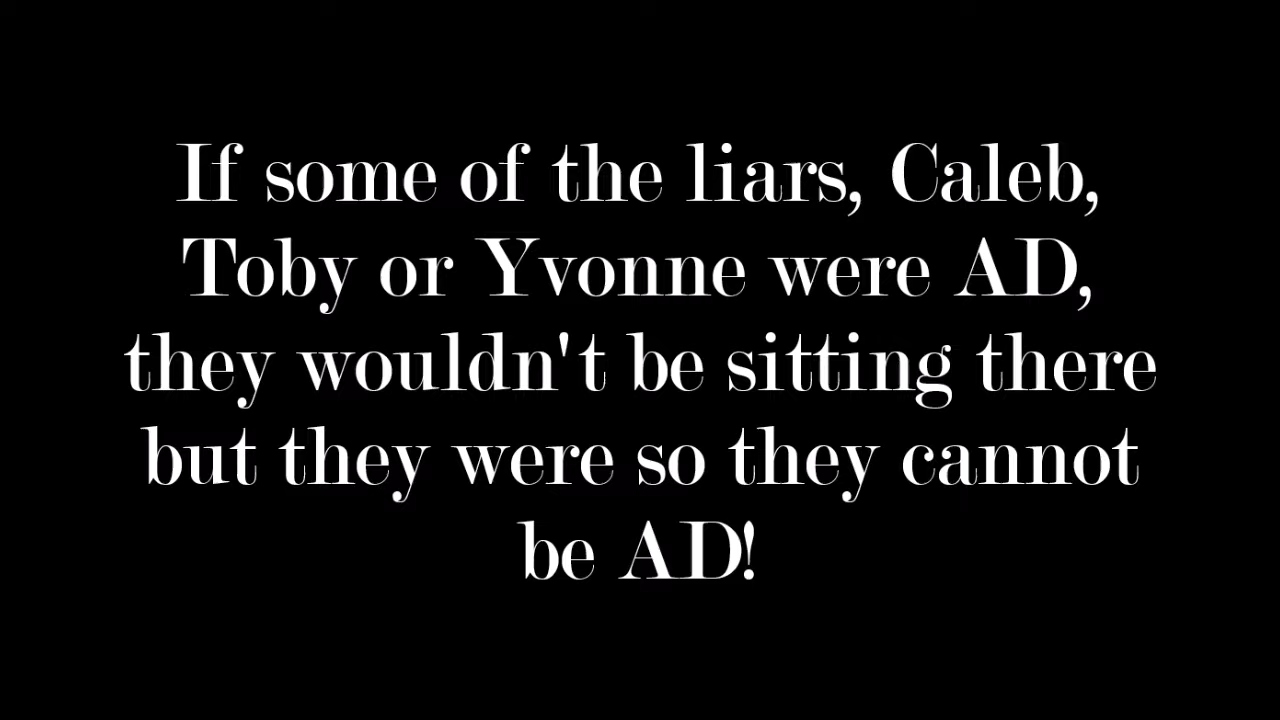 If some of the liars, Caleb,
Toby or Yvonne were AD,
they wouldn't be sitting there
but they were so they cannot
be AD!